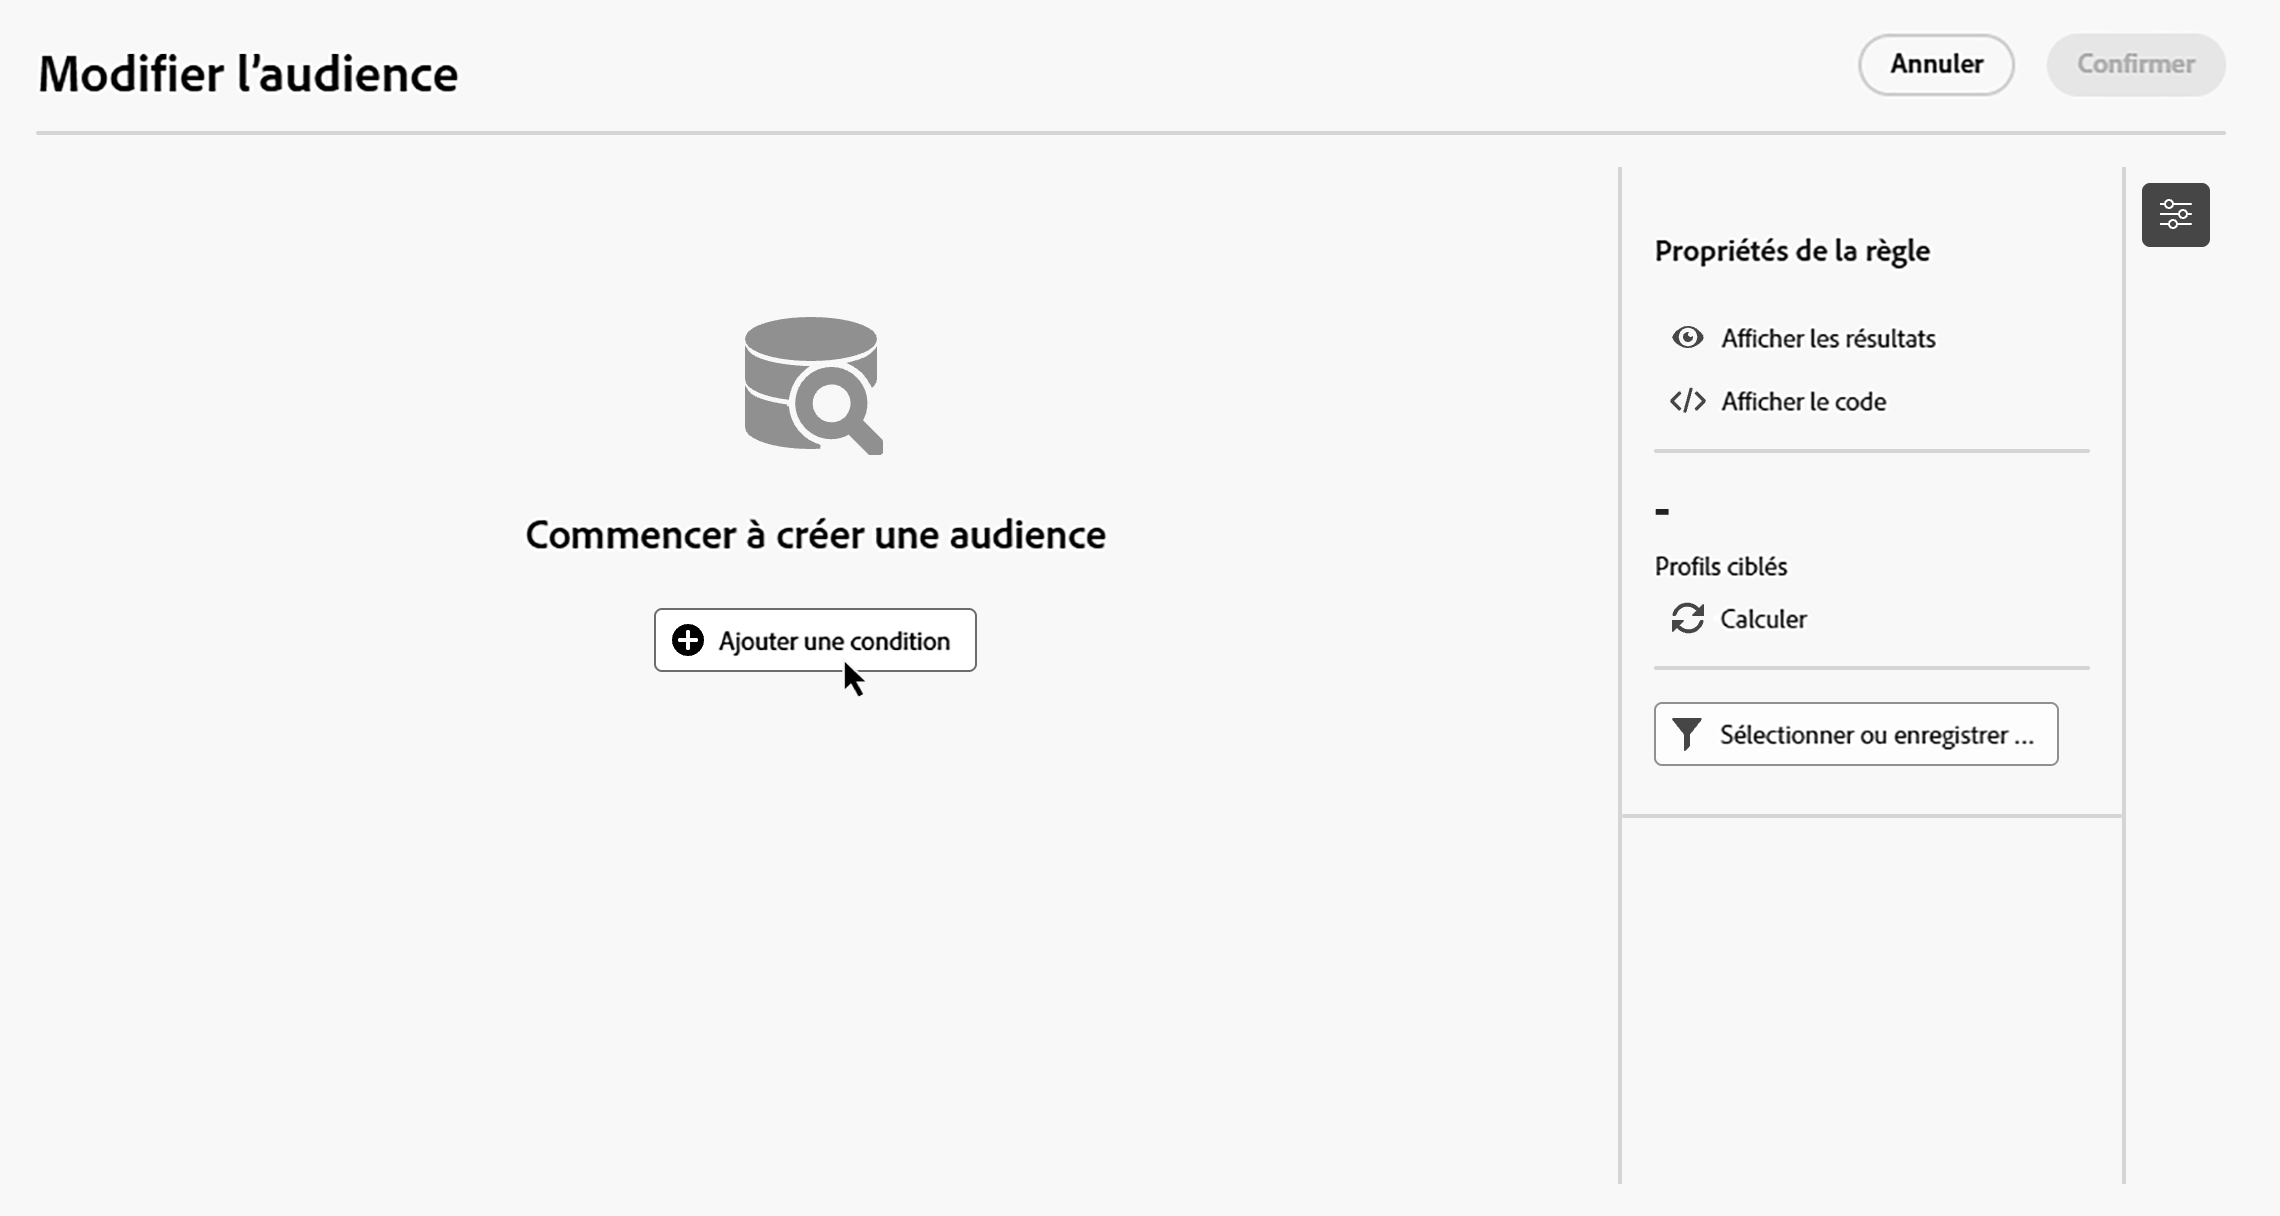 Modifier l’audience
Annuler
Confirmer
Commencer à créer une audience
Ajouter une condition
Propriétés de la règle
Afficher les résultats
Afficher le code
-
Profils ciblés
Calculer
Sélectionner ou enregistrer ...